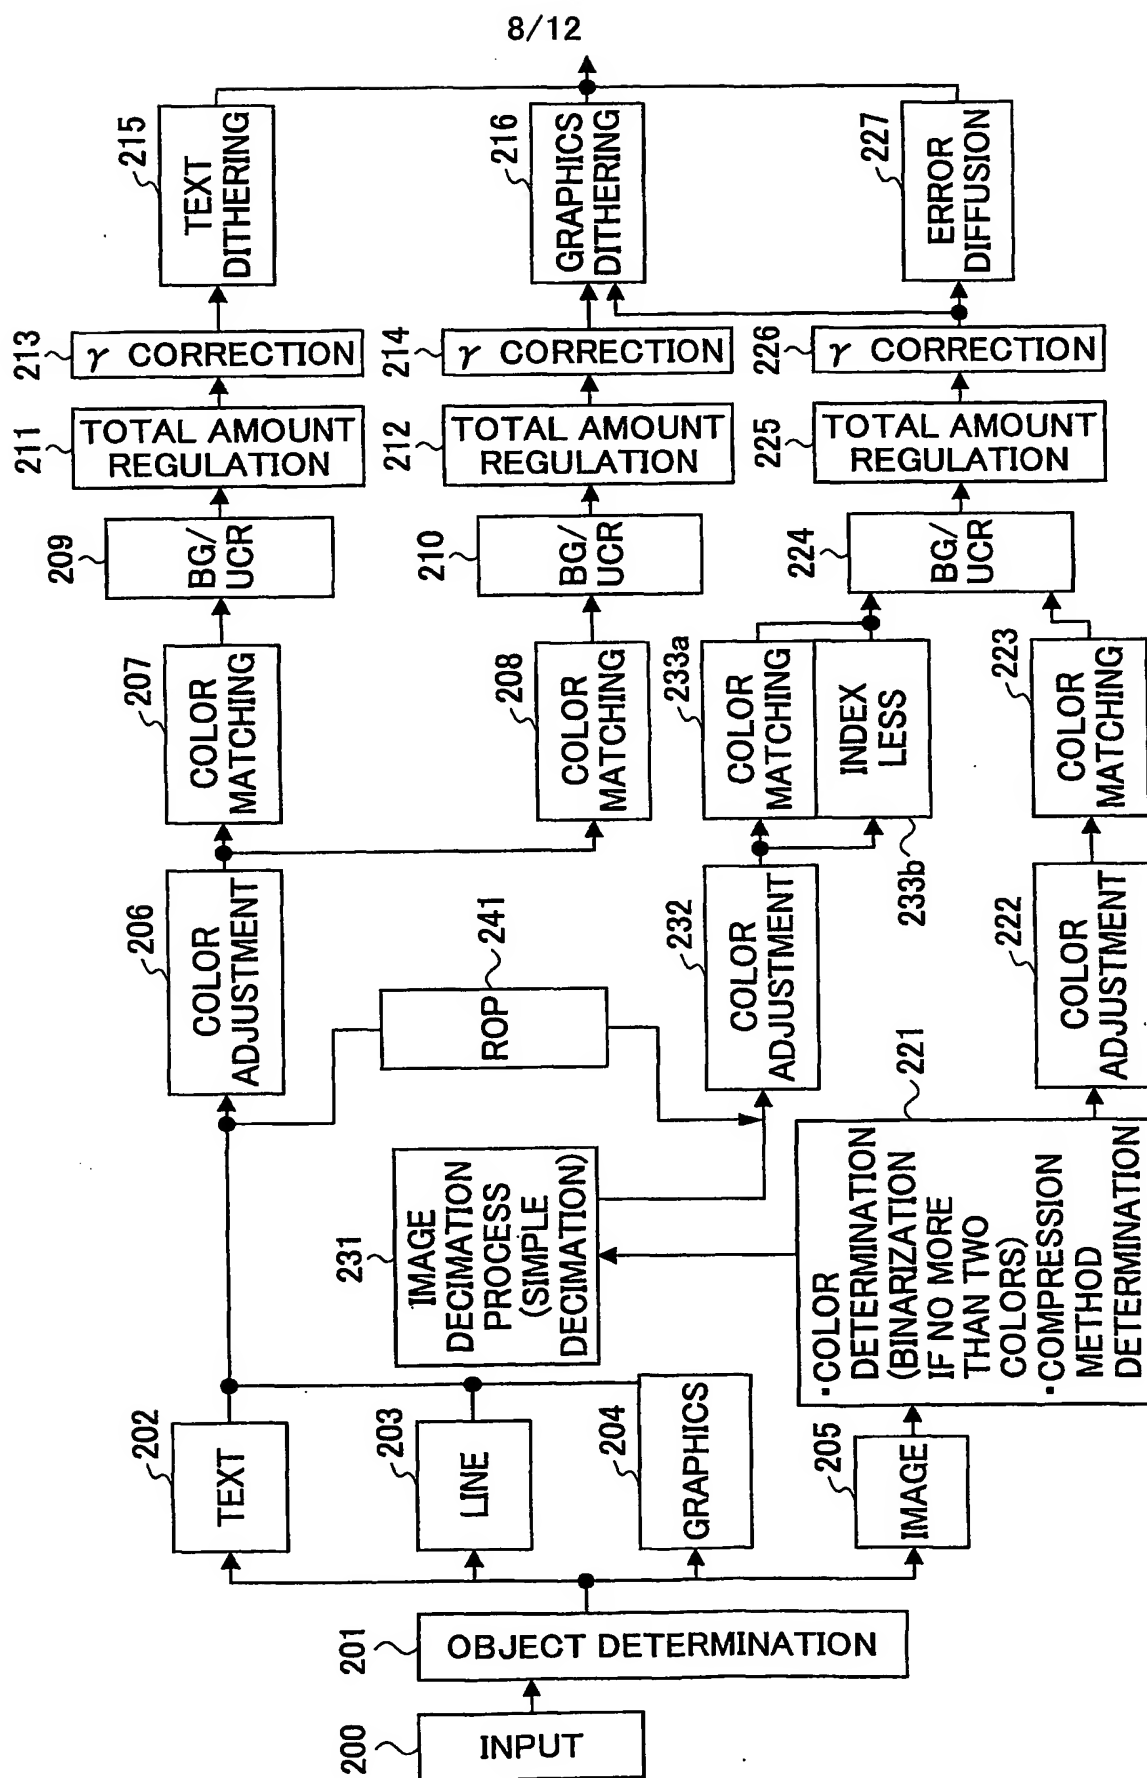 8/12
200
INPUT
201
OBJECT DETERMINATION
202
TEXT
203
LINE
204
GRAPHICS
205
IMAGE
231
IMAGE
DECIMATION
PROCESS
(SIMPLE
DECIMATION)
221
・COLOR
DETERMINATION
(BINARIZATION
IF NO MORE
THAN TWO
COLORS)
・COMPRESSION
METHOD
DETERMINATION
206
COLOR
ADJUSTMENT
241
ROP
232
COLOR
ADJUSTMENT
222
COLOR
ADJUSTMENT
207
COLOR
MATCHING
208
COLOR
MATCHING
233a
COLOR
MATCHING
INDEX
LESS
233b
223
COLOR
MATCHING
209
BG/
UCR
210
BG/
UCR
224
BG/
UCR
211
TOTAL AMOUNT
REGULATION
212
TOTAL AMOUNT
REGULATION
225
TOTAL AMOUNT
REGULATION
213
γ CORRECTION
214
γ CORRECTION
226
γ CORRECTION
215
TEXT
DITHERING
216
GRAPHICS
DITHERING
227
ERROR
DIFFUSION